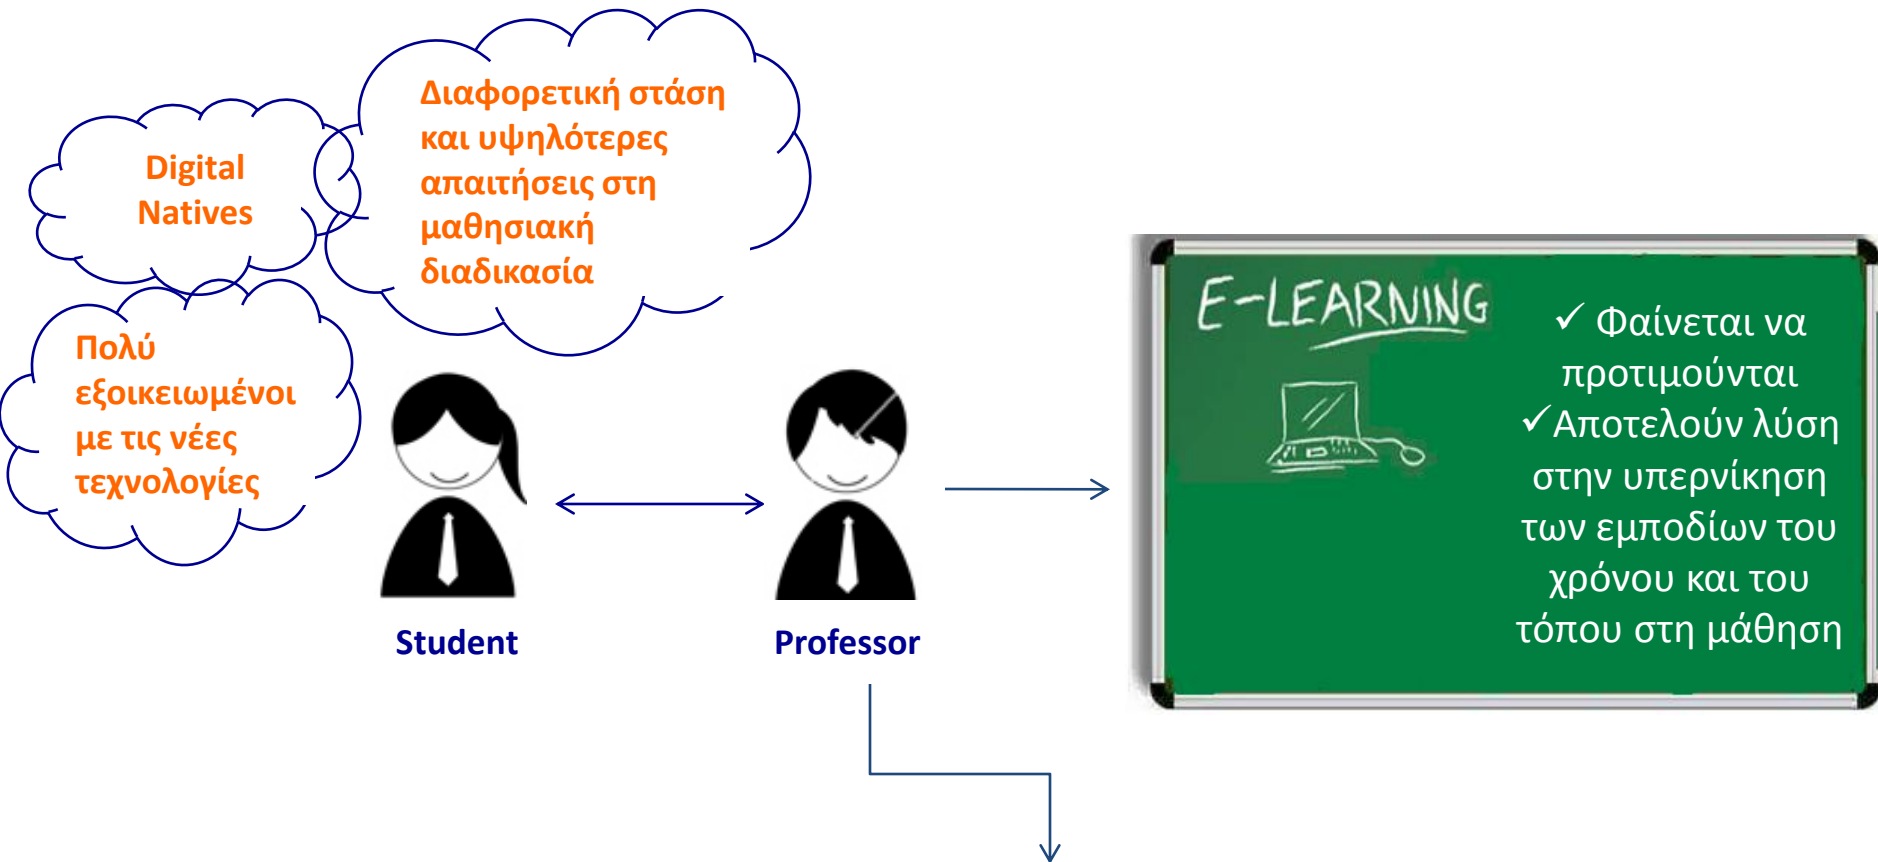 Διαφορετική στάση
και υψηλότερες
απαιτήσεις στη
μαθησιακή
διαδικασία
Digital
Natives
Πολύ
εξοικειωμένοι
με τις νέες
τεχνολογίες
Student
Professor
E-LEARNING
✓ Φαίνεται να
προτιμούνται
✓Αποτελούν λύση
στην υπερνίκηση
των εμποδίων του
χρόνου και του
τόπου στη μάθηση